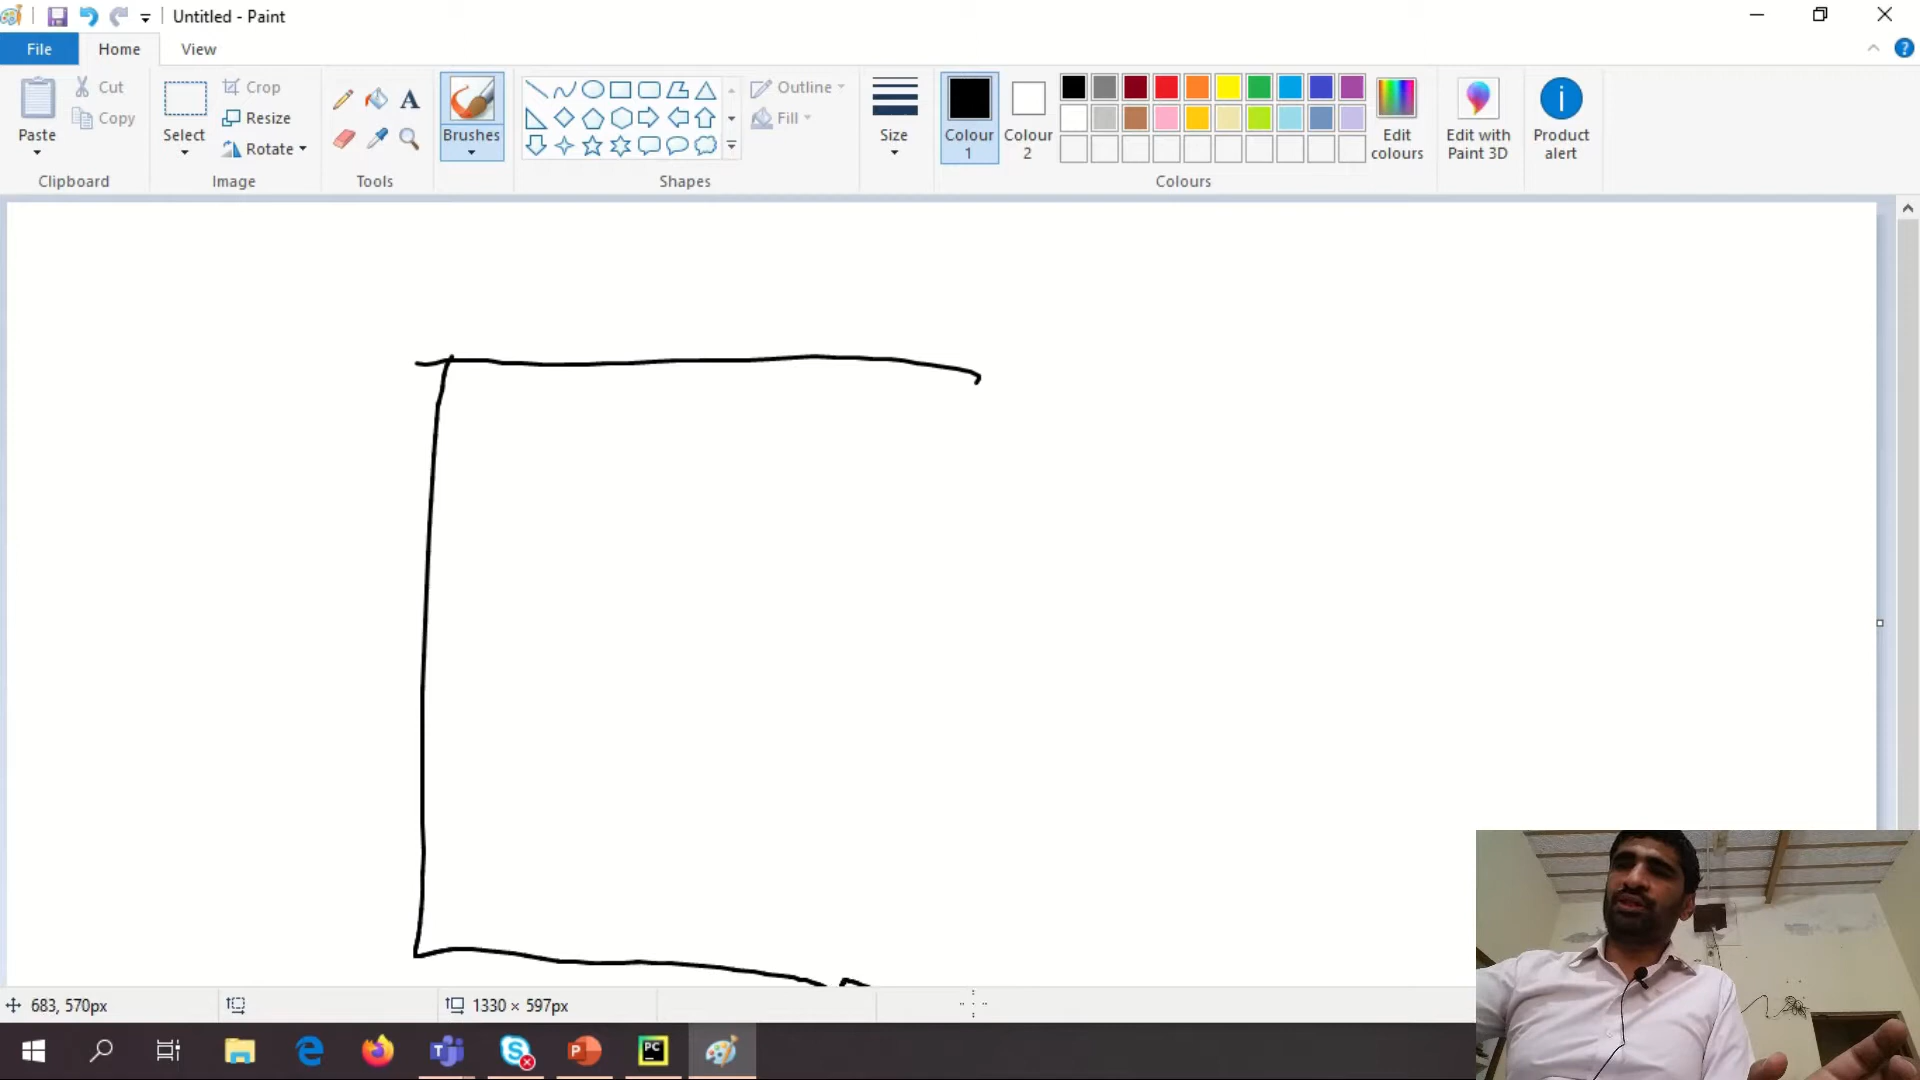 Untitled - Paint
File Home View
Paste Cut Copy
Select Crop Resize Rotate
A
Brushes
Outline Fill
Size
Colour 1
Colour 2
Edit colours
Edit with Paint 3D
Product alert
Clipboard Image Tools Shapes Colours
683, 570px 1330 × 597px